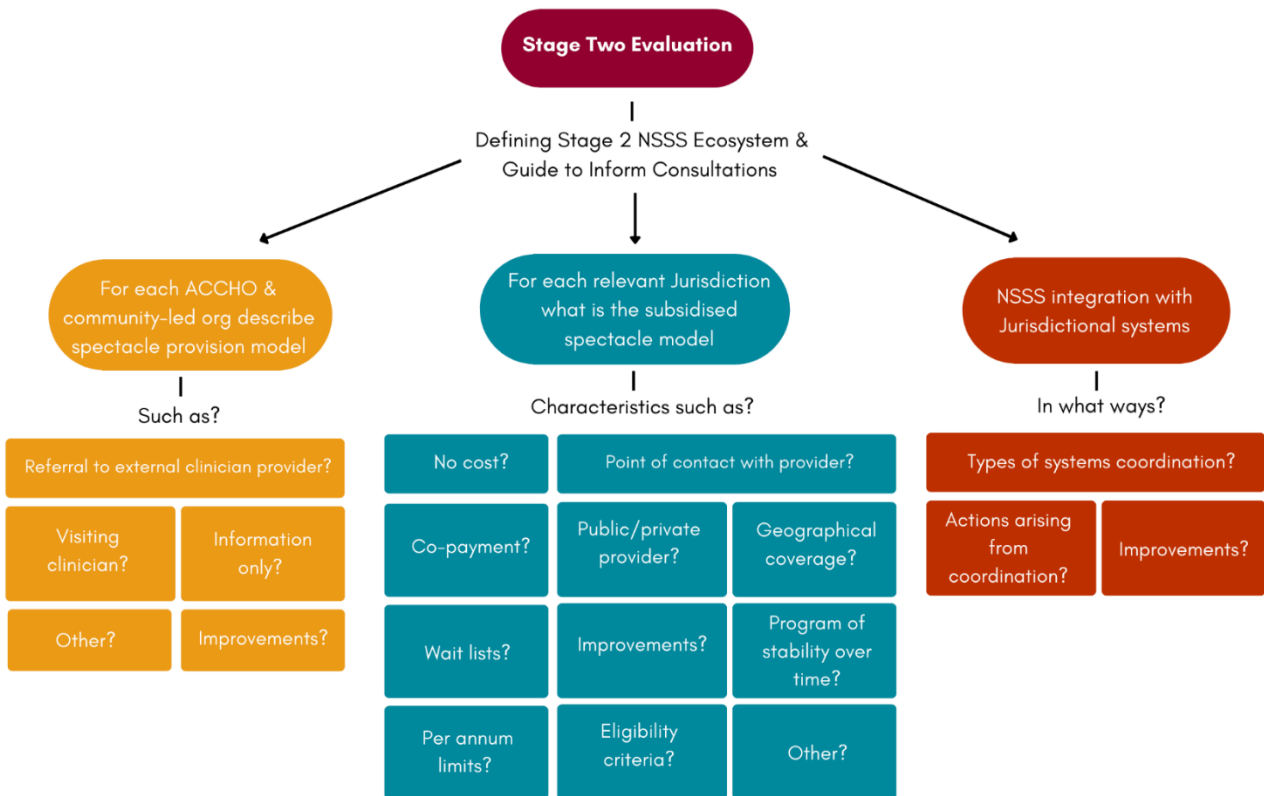 Stage Two Evaluation
Defining Stage 2 NSSS Ecosystem &
Guide to Inform Consultations
For each ACCHO &
community-led org describe
spectacle provision model
Such as?
Referral to external clinician provider?
Visiting
clinician?
Information
only?
Other?
Improvements?
For each relevant Jurisdiction
what is the subsidised
spectacle model
Characteristics such as?
No cost?
Point of contact with provider?
Co-payment?
Public/private
provider?
Geographical
coverage?
Wait lists?
Improvements?
Program of
stability over
time?
Per annum
limits?
Eligibility
criteria?
Other?
NSSS integration with
Jurisdictional systems
In what ways?
Types of systems coordination?
Actions arising
from
coordination?
Improvements?